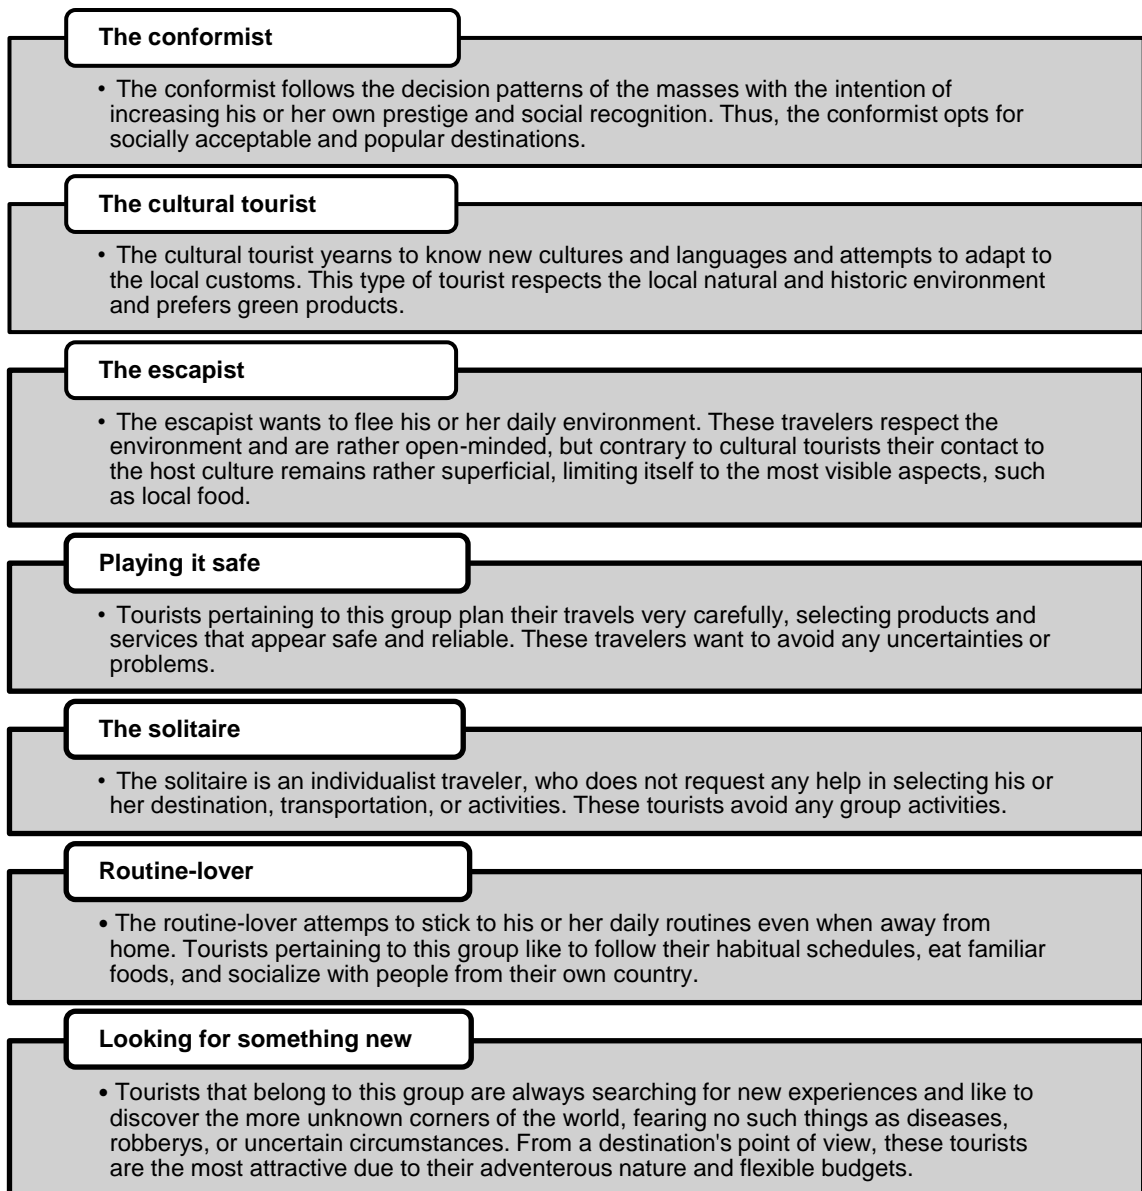 The conformist
• The conformist follows the decision patterns of the masses with the intention of
increasing his or her own prestige and social recognition. Thus, the conformist opts for
socially acceptable and popular destinations.
The cultural tourist
• The cultural tourist yearns to know new cultures and languages and attempts to adapt to
the local customs. This type of tourist respects the local natural and historic environment
and prefers green products.
The escapist
• The escapist wants to flee his or her daily environment. These travelers respect the
environment and are rather open-minded, but contrary to cultural tourists their contact to
the host culture remains rather superficial, limiting itself to the most visible aspects, such
as local food.
Playing it safe
• Tourists pertaining to this group plan their travels very carefully, selecting products and
services that appear safe and reliable. These travelers want to avoid any uncertainties or
problems.
The solitaire
• The solitaire is an individualist traveler, who does not request any help in selecting his or
her destination, transportation, or activities. These tourists avoid any group activities.
Routine-lover
• The routine-lover attemps to stick to his or her daily routines even when away from
home. Tourists pertaining to this group like to follow their habitual schedules, eat familiar
foods, and socialize with people from their own country.
Looking for something new
• Tourists that belong to this group are always searching for new experiences and like to
discover the more unknown corners of the world, fearing no such things as diseases,
robberys, or uncertain circumstances. From a destination's point of view, these tourists
are the most attractive due to their adventerous nature and flexible budgets.